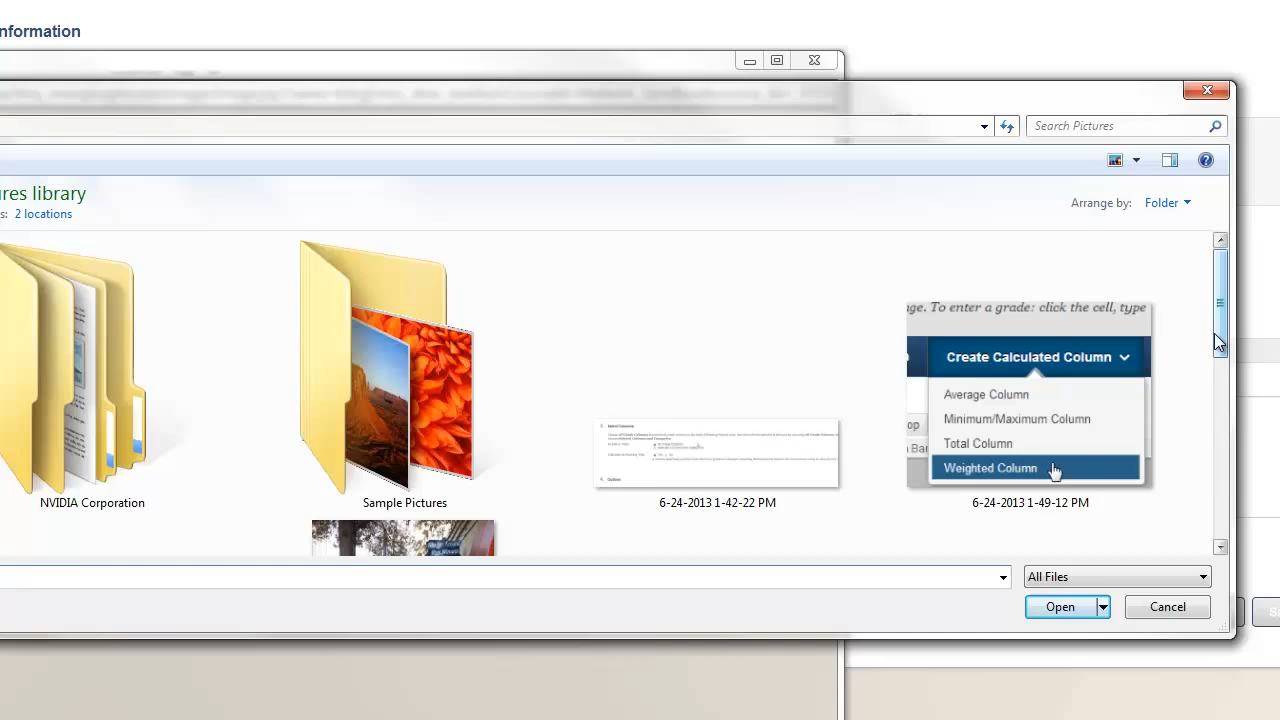 nformation
Search Pictures
res library
s: 2 locations
Arrange by: Folder
ge. To enter a grade: click the cell, type
Create Calculated Column
Average Column
Minimum/Maximum Column
op
Total Column
Ban
Weighted Column
NVIDIA Corporation
Sample Pictures
6-24-2013 1-42-22 PM
6-24-2013 1-49-12 PM
All Files
Open
Cancel